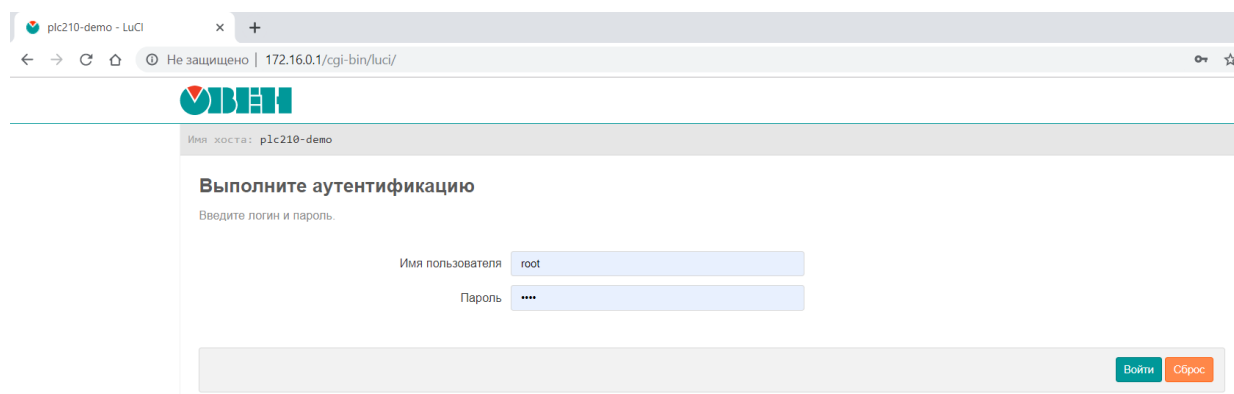 plc210-demo - LuCI
Не защищено | 172.16.0.1/cgi-bin/luci/
ОВЕН
Имя хоста: plc210-demo
Выполните аутентификацию
Введите логин и пароль.
Имя пользователя root
Пароль ••••
Войти Сброс